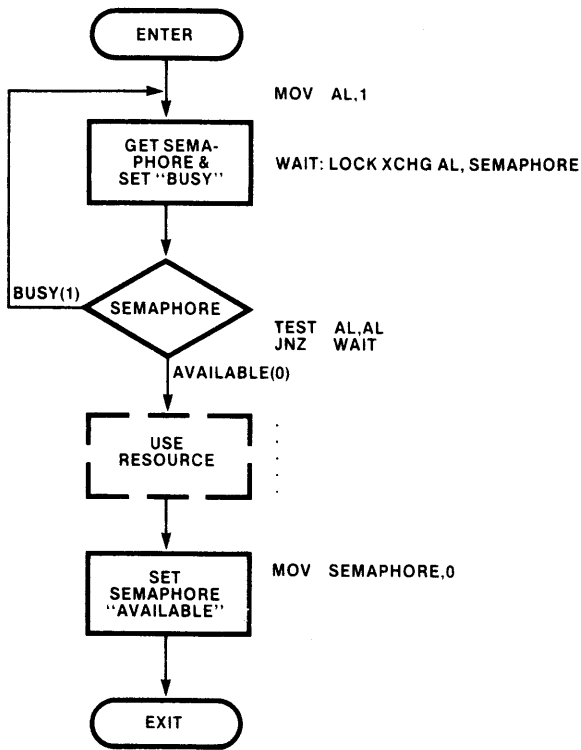 ENTER
MOV AL,1
GET SEMA-
PHORE &
SET "BUSY"
WAIT: LOCK XCHG AL, SEMAPHORE
BUSY(1)
SEMAPHORE
TEST AL,AL
JNZ WAIT
AVAILABLE(0)
USE
RESOURCE
SET
SEMAPHORE
"AVAILABLE"
MOV SEMAPHORE,0
EXIT